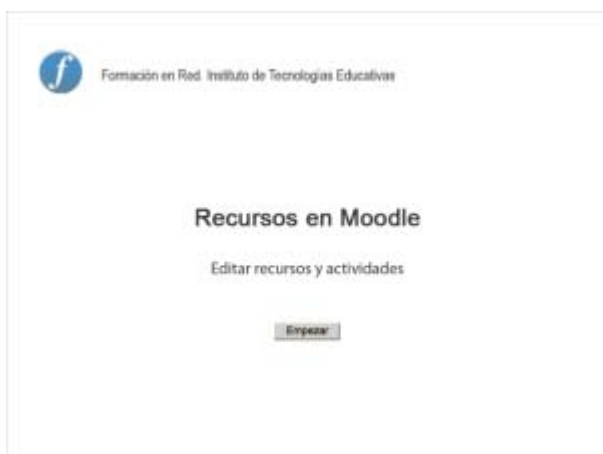 f
Formación en Red. Instituto de Tecnologías Educativas
Recursos en Moodle
Editar recursos y actividades
Empezar